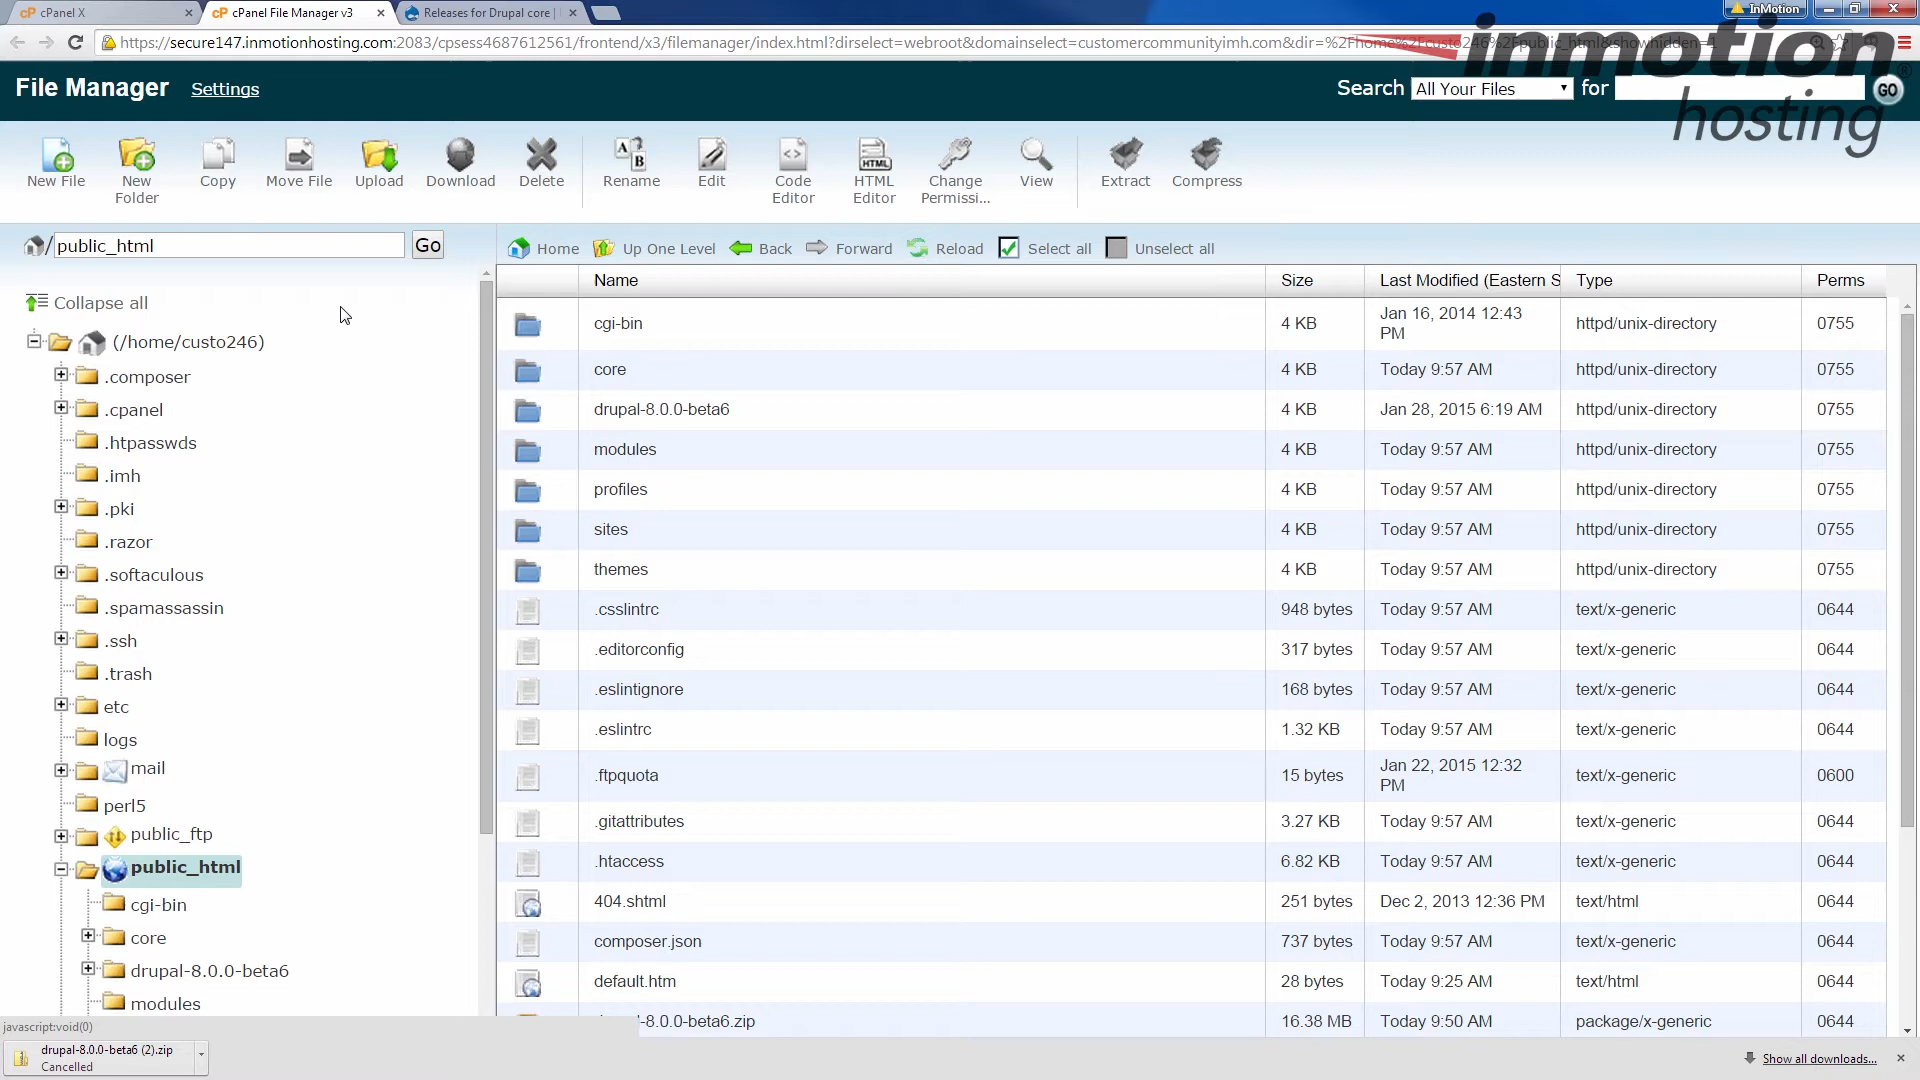 cPanel X
cPanel File Manager v3
Releases for Drupal core |
InMotion
https://secure147.inmotionhosting.com:2083/cpsess4687612561/frontend/x3/filemanager/index.html?dirselect=webroot&domainselect=customercommunityimh.com&dir=%2Fhome%2Fcusto246%2Fpublic_html&showhidden=1
inmotion®
hosting
File Manager Settings
Search All Your Files for GO
New File
New Folder
Copy
Move File
Upload
Download
Delete
Rename
Edit
Code Editor
HTML Editor
Change Permissi...
View
Extract
Compress
/ public_html Go
Home Up One Level Back Forward Reload Select all Unselect all
Collapse all
(/home/custo246)
.composer
.cpanel
.htpasswds
.imh
.pki
.razor
.softaculous
.spamassassin
.ssh
.trash
etc
logs
mail
perl5
public_ftp
public_html
cgi-bin
core
drupal-8.0.0-beta6
modules
Name Size Last Modified (Eastern S Type Perms
cgi-bin 4 KB Jan 16, 2014 12:43 PM httpd/unix-directory 0755
core 4 KB Today 9:57 AM httpd/unix-directory 0755
drupal-8.0.0-beta6 4 KB Jan 28, 2015 6:19 AM httpd/unix-directory 0755
modules 4 KB Today 9:57 AM httpd/unix-directory 0755
profiles 4 KB Today 9:57 AM httpd/unix-directory 0755
sites 4 KB Today 9:57 AM httpd/unix-directory 0755
themes 4 KB Today 9:57 AM httpd/unix-directory 0755
.csslintrc 948 bytes Today 9:57 AM text/x-generic 0644
.editorconfig 317 bytes Today 9:57 AM text/x-generic 0644
.eslintignore 168 bytes Today 9:57 AM text/x-generic 0644
.eslintrc 1.32 KB Today 9:57 AM text/x-generic 0644
.ftpquota 15 bytes Jan 22, 2015 12:32 PM text/x-generic 0600
.gitattributes 3.27 KB Today 9:57 AM text/x-generic 0644
.htaccess 6.82 KB Today 9:57 AM text/x-generic 0644
404.shtml 251 bytes Dec 2, 2013 12:36 PM text/html 0644
composer.json 737 bytes Today 9:57 AM text/x-generic 0644
default.htm 28 bytes Today 9:25 AM text/html 0644
-8.0.0-beta6.zip 16.38 MB Today 9:50 AM package/x-generic 0644
javascript:void(0)
drupal-8.0.0-beta6 (2).zip
Cancelled
Show all downloads...